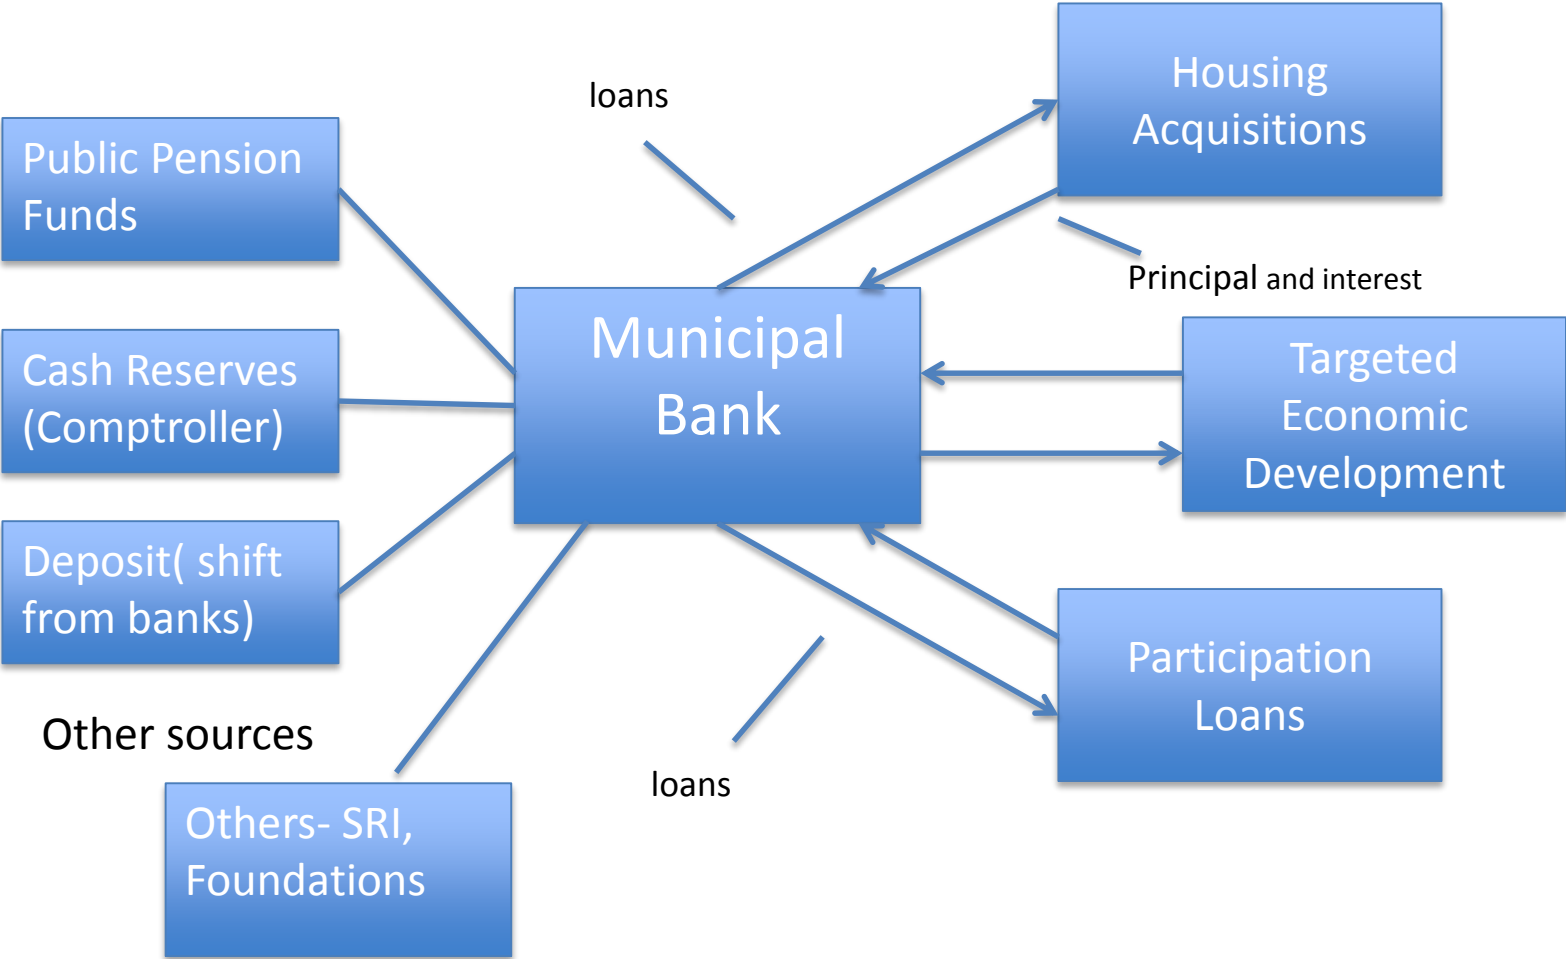 loans
Housing
Acquisitions
Public Pension
Funds
Principal and interest
Municipal
Bank
Cash Reserves
(Comptroller)
Targeted
Economic
Development
Deposit( shift
from banks)
Participation
Loans
Other sources
loans
Others- SRI,
Foundations